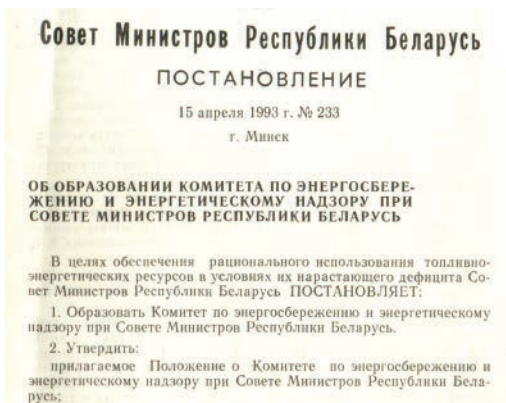 Совет Министров Республики Беларусь
ПОСТАНОВЛЕНИЕ
15 апреля 1993 г. № 233
г. Минск
ОБ ОБРАЗОВАНИИ КОМИТЕТА ПО ЭНЕРГОСБЕРЕ-
ЖЕНИЮ И ЭНЕРГЕТИЧЕСКОМУ НАДЗОРУ ПРИ
СОВЕТЕ МИНИСТРОВ РЕСПУБЛИКИ БЕЛАРУСЬ
В целях обеспечения рационального использования топливно-
энергетических ресурсов в условиях их нарастающего дефицита Со-
вет Министров Республики Беларусь ПОСТАНОВЛЯЕТ:
1. Образовать Комитет по энергосбережению и энергетическому
надзору при Совете Министров Республики Беларусь.
2. Утвердить:
прилагаемое Положение о Комитете по энергосбережению и
энергетическому надзору при Совете Министров Республики Бела-
русь;